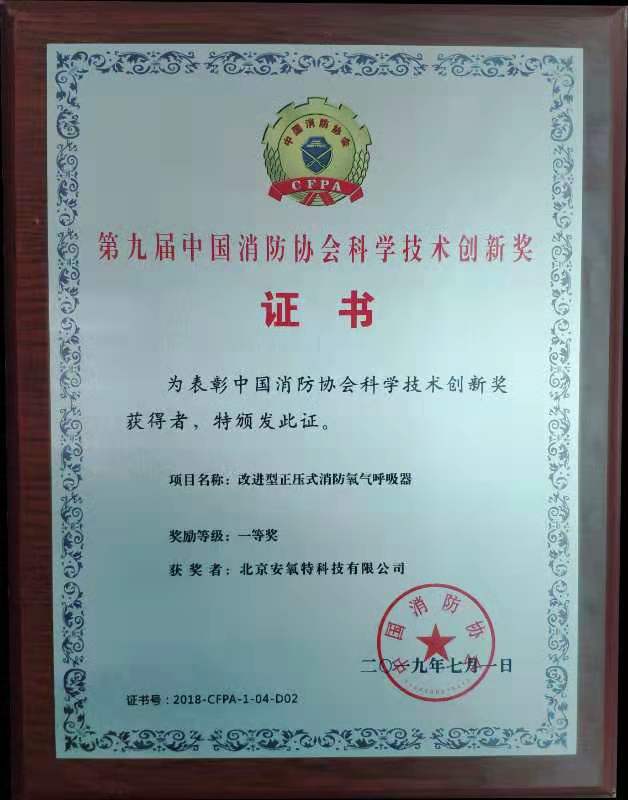 中国消防协会
CFPA
第九届中国消防协会科学技术创新奖
证书
为表彰中国消防协会科学技术创新奖
获得者，特颁发此证。
项目名称：改进型正压式消防氧气呼吸器
奖励等级：一等奖
获奖者：北京安氧特科技有限公司
中国消防协会
二〇一九年七月一日
证书号：2018-CFPA-1-04-D02